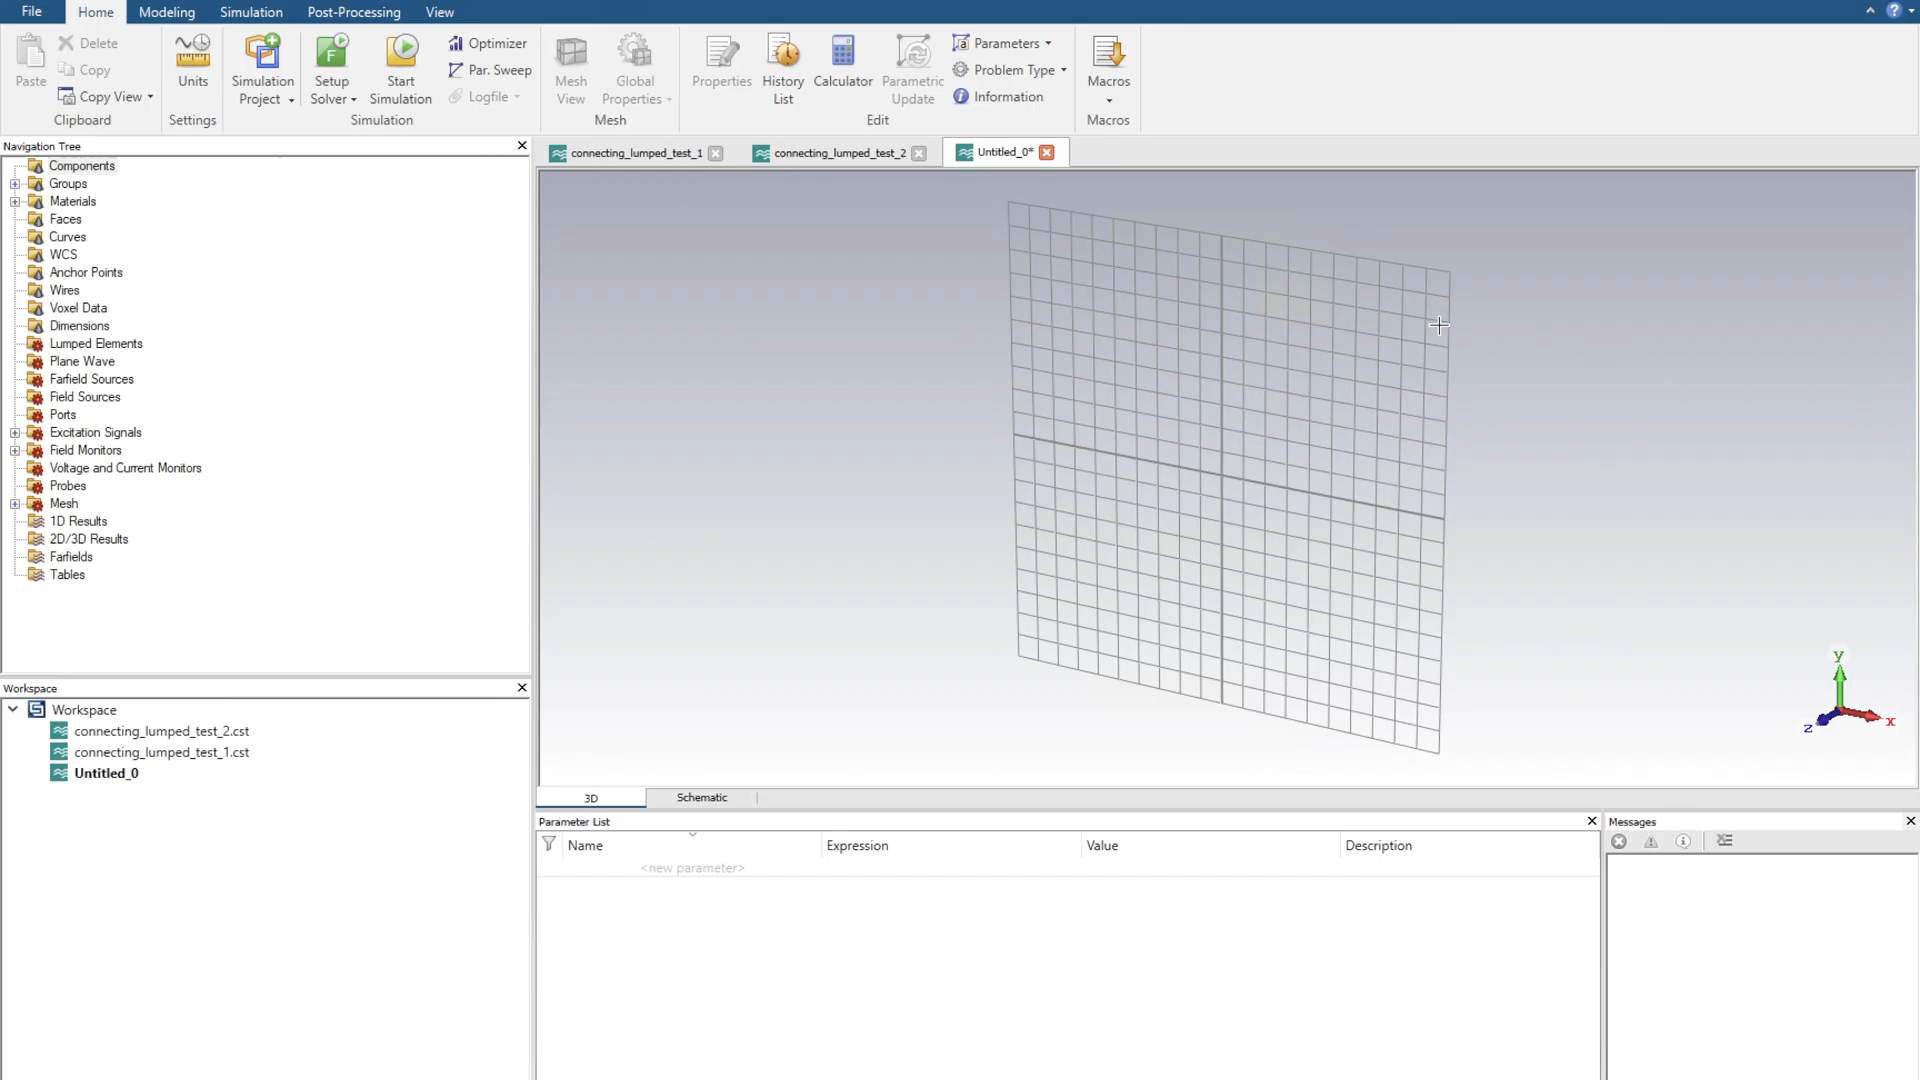 File
Home
Modeling
Simulation
Post-Processing
View
?
Paste
Delete
Copy
Copy View
Clipboard
Units
Settings
Simulation
Project
Setup
Solver
Start
Simulation
Optimizer
Par. Sweep
Logfile
Simulation
Mesh
View
Global
Properties
Mesh
Properties
History
List
Calculator
Parametric
Update
Parameters
Problem Type
Information
Edit
Macros
Macros
Navigation Tree
Components
Groups
Materials
Faces
Curves
WCS
Anchor Points
Wires
Voxel Data
Dimensions
Lumped Elements
Plane Wave
Farfield Sources
Field Sources
Ports
Excitation Signals
Field Monitors
Voltage and Current Monitors
Probes
Mesh
1D Results
2D/3D Results
Farfields
Tables
Workspace
Workspace
connecting_lumped_test_2.cst
connecting_lumped_test_1.cst
Untitled_0
connecting_lumped_test_1
connecting_lumped_test_2
Untitled_0*
y
z
x
3D
Schematic
Parameter List
Name
Expression
Value
Description
<new parameter>
Messages